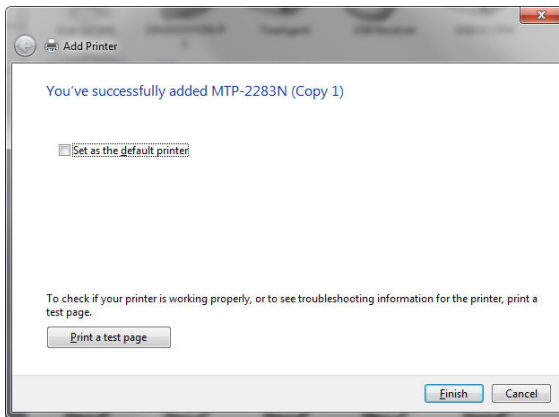 Add Printer
You've successfully added MTP-2283N (Copy 1)
Set as the default printer
To check if your printer is working properly, or to see troubleshooting information for the printer, print a
test page.
Print a test page
Finish
Cancel